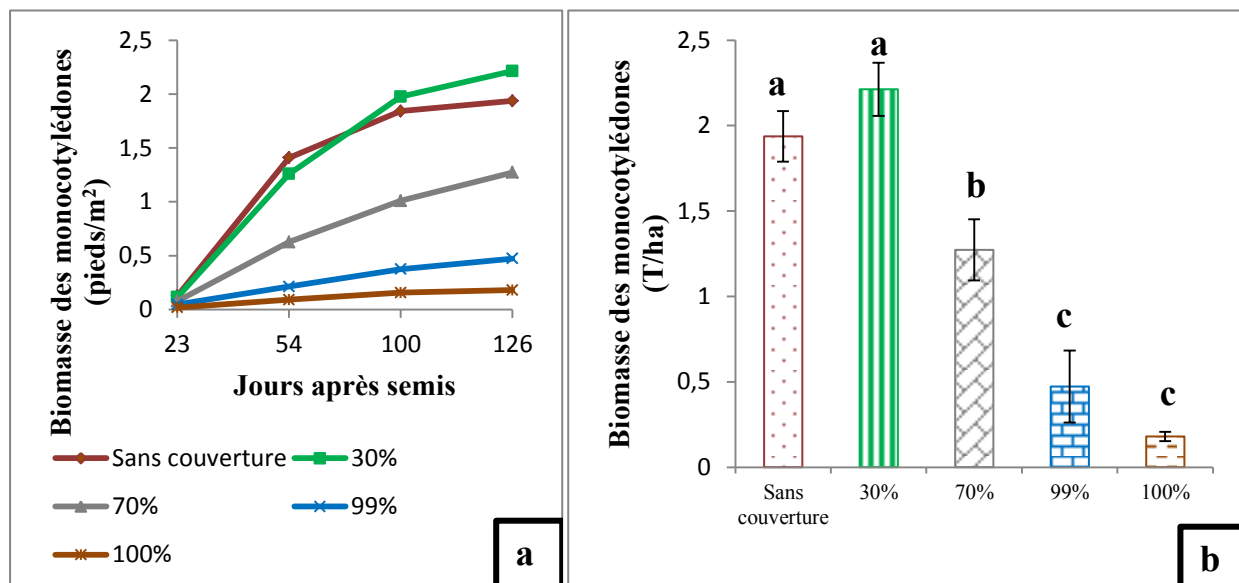 Biomasse des monocotylédones
(pieds/m²)
2,5
2
1,5
1
0,5
0
23 54 100 126
Jours après semis
Sans couverture 30%
70% 99%
100%
a
Biomasse des monocotylédones
(T/ha)
2,5
2
1,5
1
0,5
0
a
a
b
c
c
Sans
couverture
30% 70% 99% 100%
b